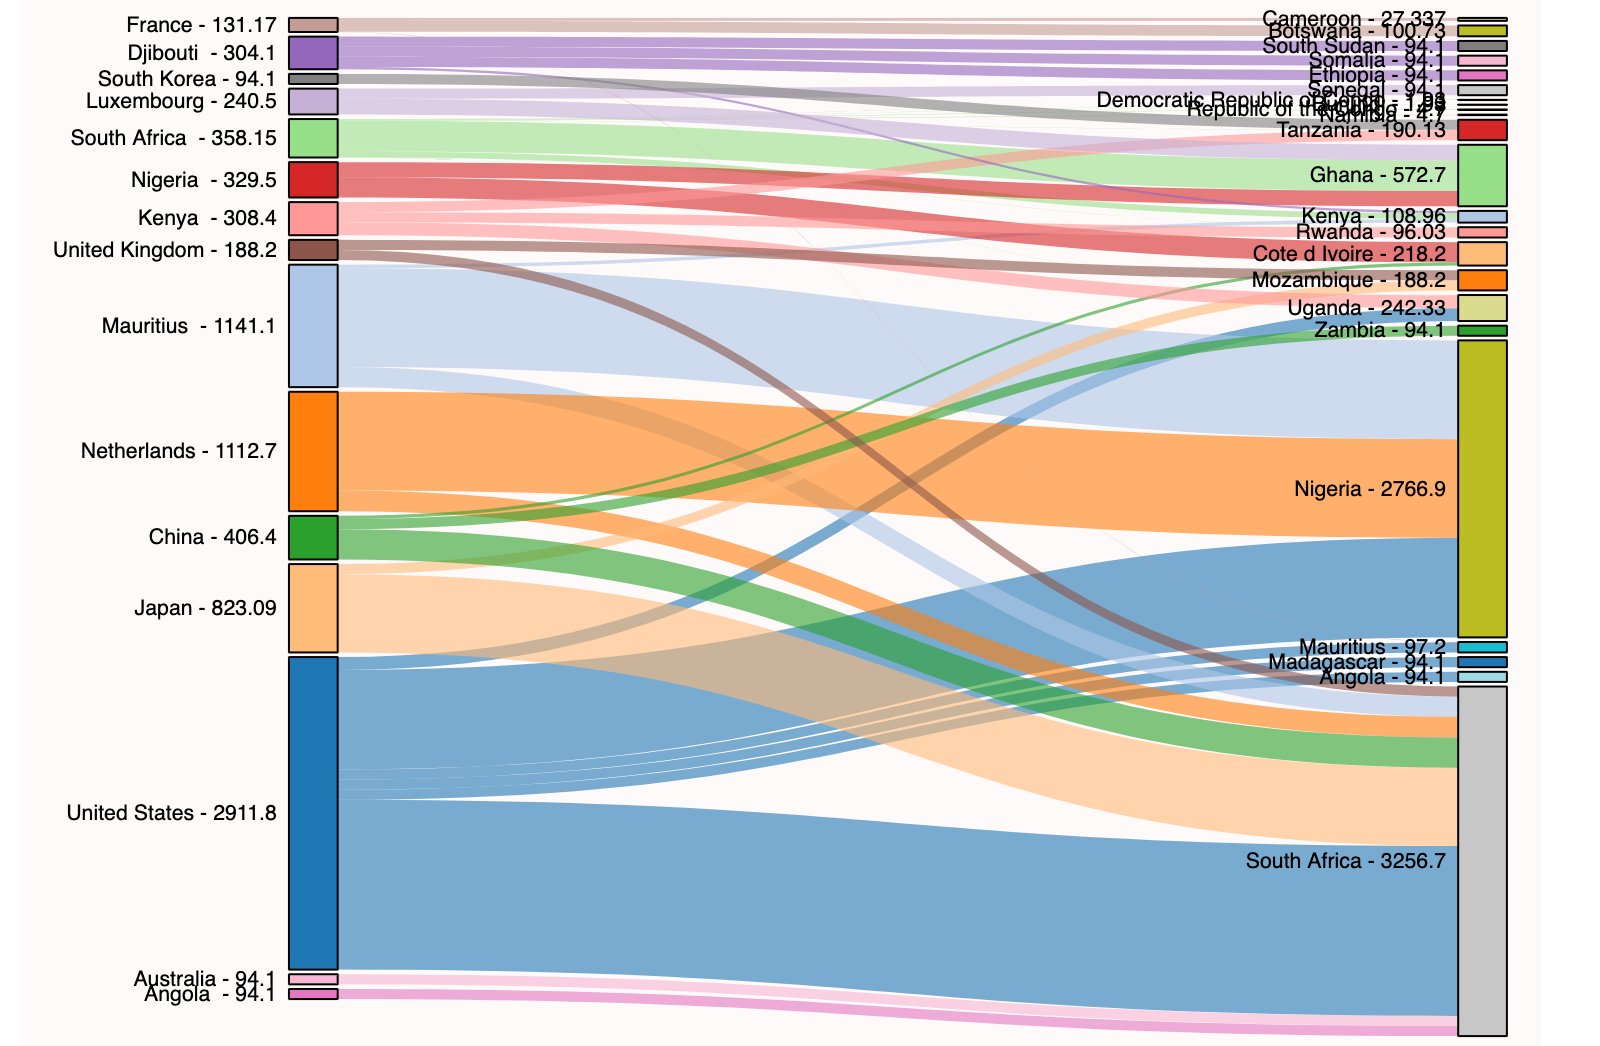 France - 131.17
Djibouti - 304.1
South Korea - 94.1
Luxembourg - 240.5
South Africa - 358.15
Nigeria - 329.5
Kenya - 308.4
United Kingdom - 188.2
Mauritius - 1141.1
Netherlands - 1112.7
China - 406.4
Japan - 823.09
United States - 2911.8
Australia - 94.1
Angola - 94.1
Cameroon - 27.337
Botswana - 100.73
South Sudan - 94.1
Somalia - 94.1
Ethiopia - 94.1
Senegal - 94.1
Democratic Republic of
Republic of the
Namibia - 4.7
Tanzania - 190.13
Ghana - 572.7
Kenya - 108.96
Rwanda - 96.03
Cote d Ivoire - 218.2
Mozambique - 188.2
Uganda - 242.33
Zambia - 94.1
Nigeria - 2766.9
Mauritius - 97.2
Madagascar - 94.1
Angola - 94.1
South Africa - 3256.7